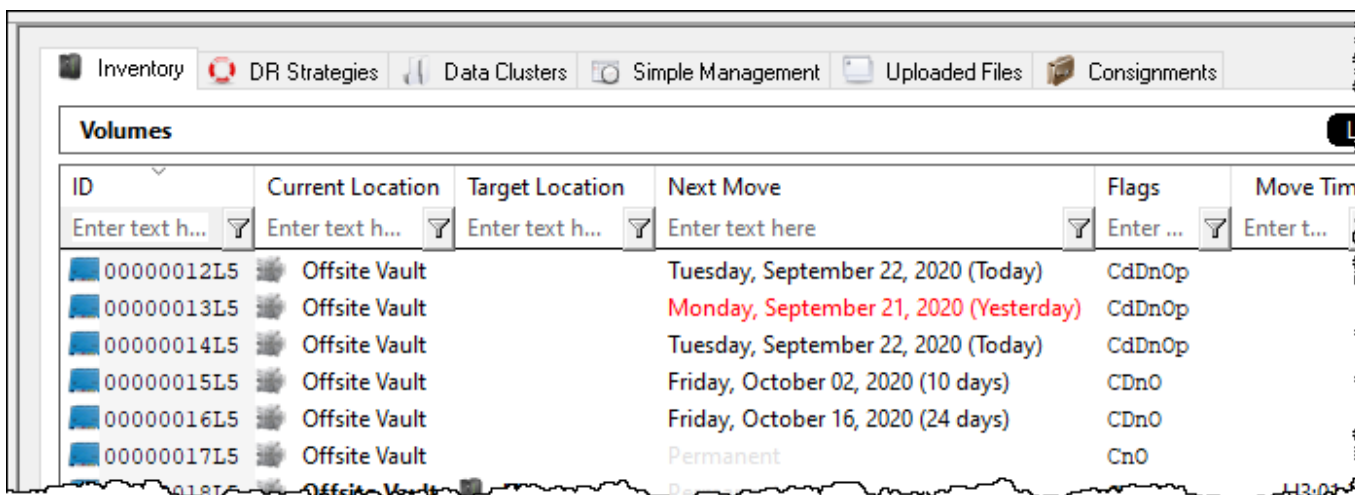 Inventory DR Strategies Data Clusters Simple Management Uploaded Files Consignments
Volumes
ID Current Location Target Location Next Move Flags Move Tim
Enter text h... Enter text h... Enter text h... Enter text here Enter ... Enter t...
00000012L5 Offsite Vault Tuesday, September 22, 2020 (Today) CdDnOp
00000013L5 Offsite Vault Monday, September 21, 2020 (Yesterday) CdDnOp
00000014L5 Offsite Vault Tuesday, September 22, 2020 (Today) CdDnOp
00000015L5 Offsite Vault Friday, October 02, 2020 (10 days) CDnO
00000016L5 Offsite Vault Friday, October 16, 2020 (24 days) CDnO
00000017L5 Offsite Vault Permanent CnO
Offsite Vault